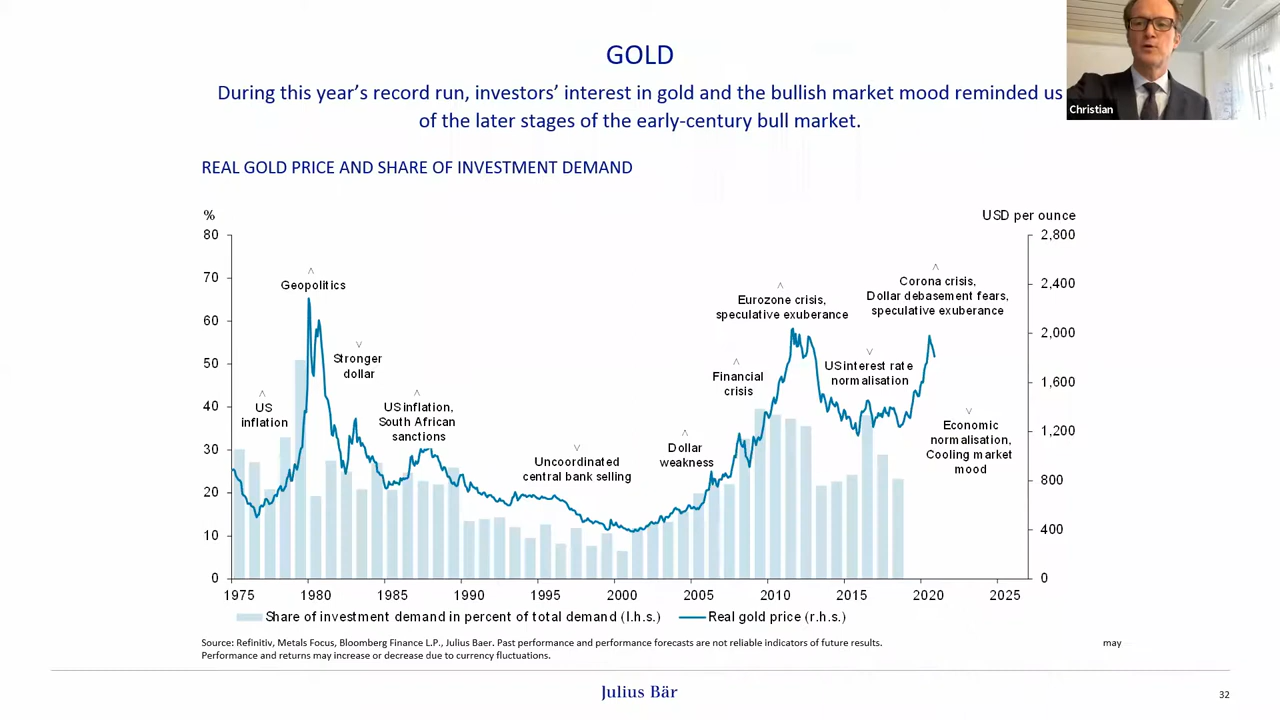 GOLD
During this year's record run, investors' interest in gold and the bullish market mood reminded us
of the later stages of the early-century bull market.
Christian
REAL GOLD PRICE AND SHARE OF INVESTMENT DEMAND
%
USD per ounce
80
70
60
50
40
30
20
10
0
2,800
2,400
2,000
1,600
1,200
800
400
0
US
inflation
Geopolitics
Stronger
dollar
US inflation,
South African
sanctions
Uncoordinated
central bank selling
Dollar
weakness
Financial
crisis
Eurozone crisis,
speculative exuberance
US interest rate
normalisation
Corona crisis,
Dollar debasement fears,
speculative exuberance
Economic
normalisation,
Cooling market
mood
1975 1980 1985 1990 1995 2000 2005 2010 2015 2020 2025
Share of investment demand in percent of total demand (l.h.s.) Real gold price (r.h.s.)
Source: Refinitiv, Metals Focus, Bloomberg Finance L.P., Julius Baer. Past performance and performance forecasts are not reliable indicators of future results. may
Performance and returns may increase or decrease due to currency fluctuations.
Julius Bär
32